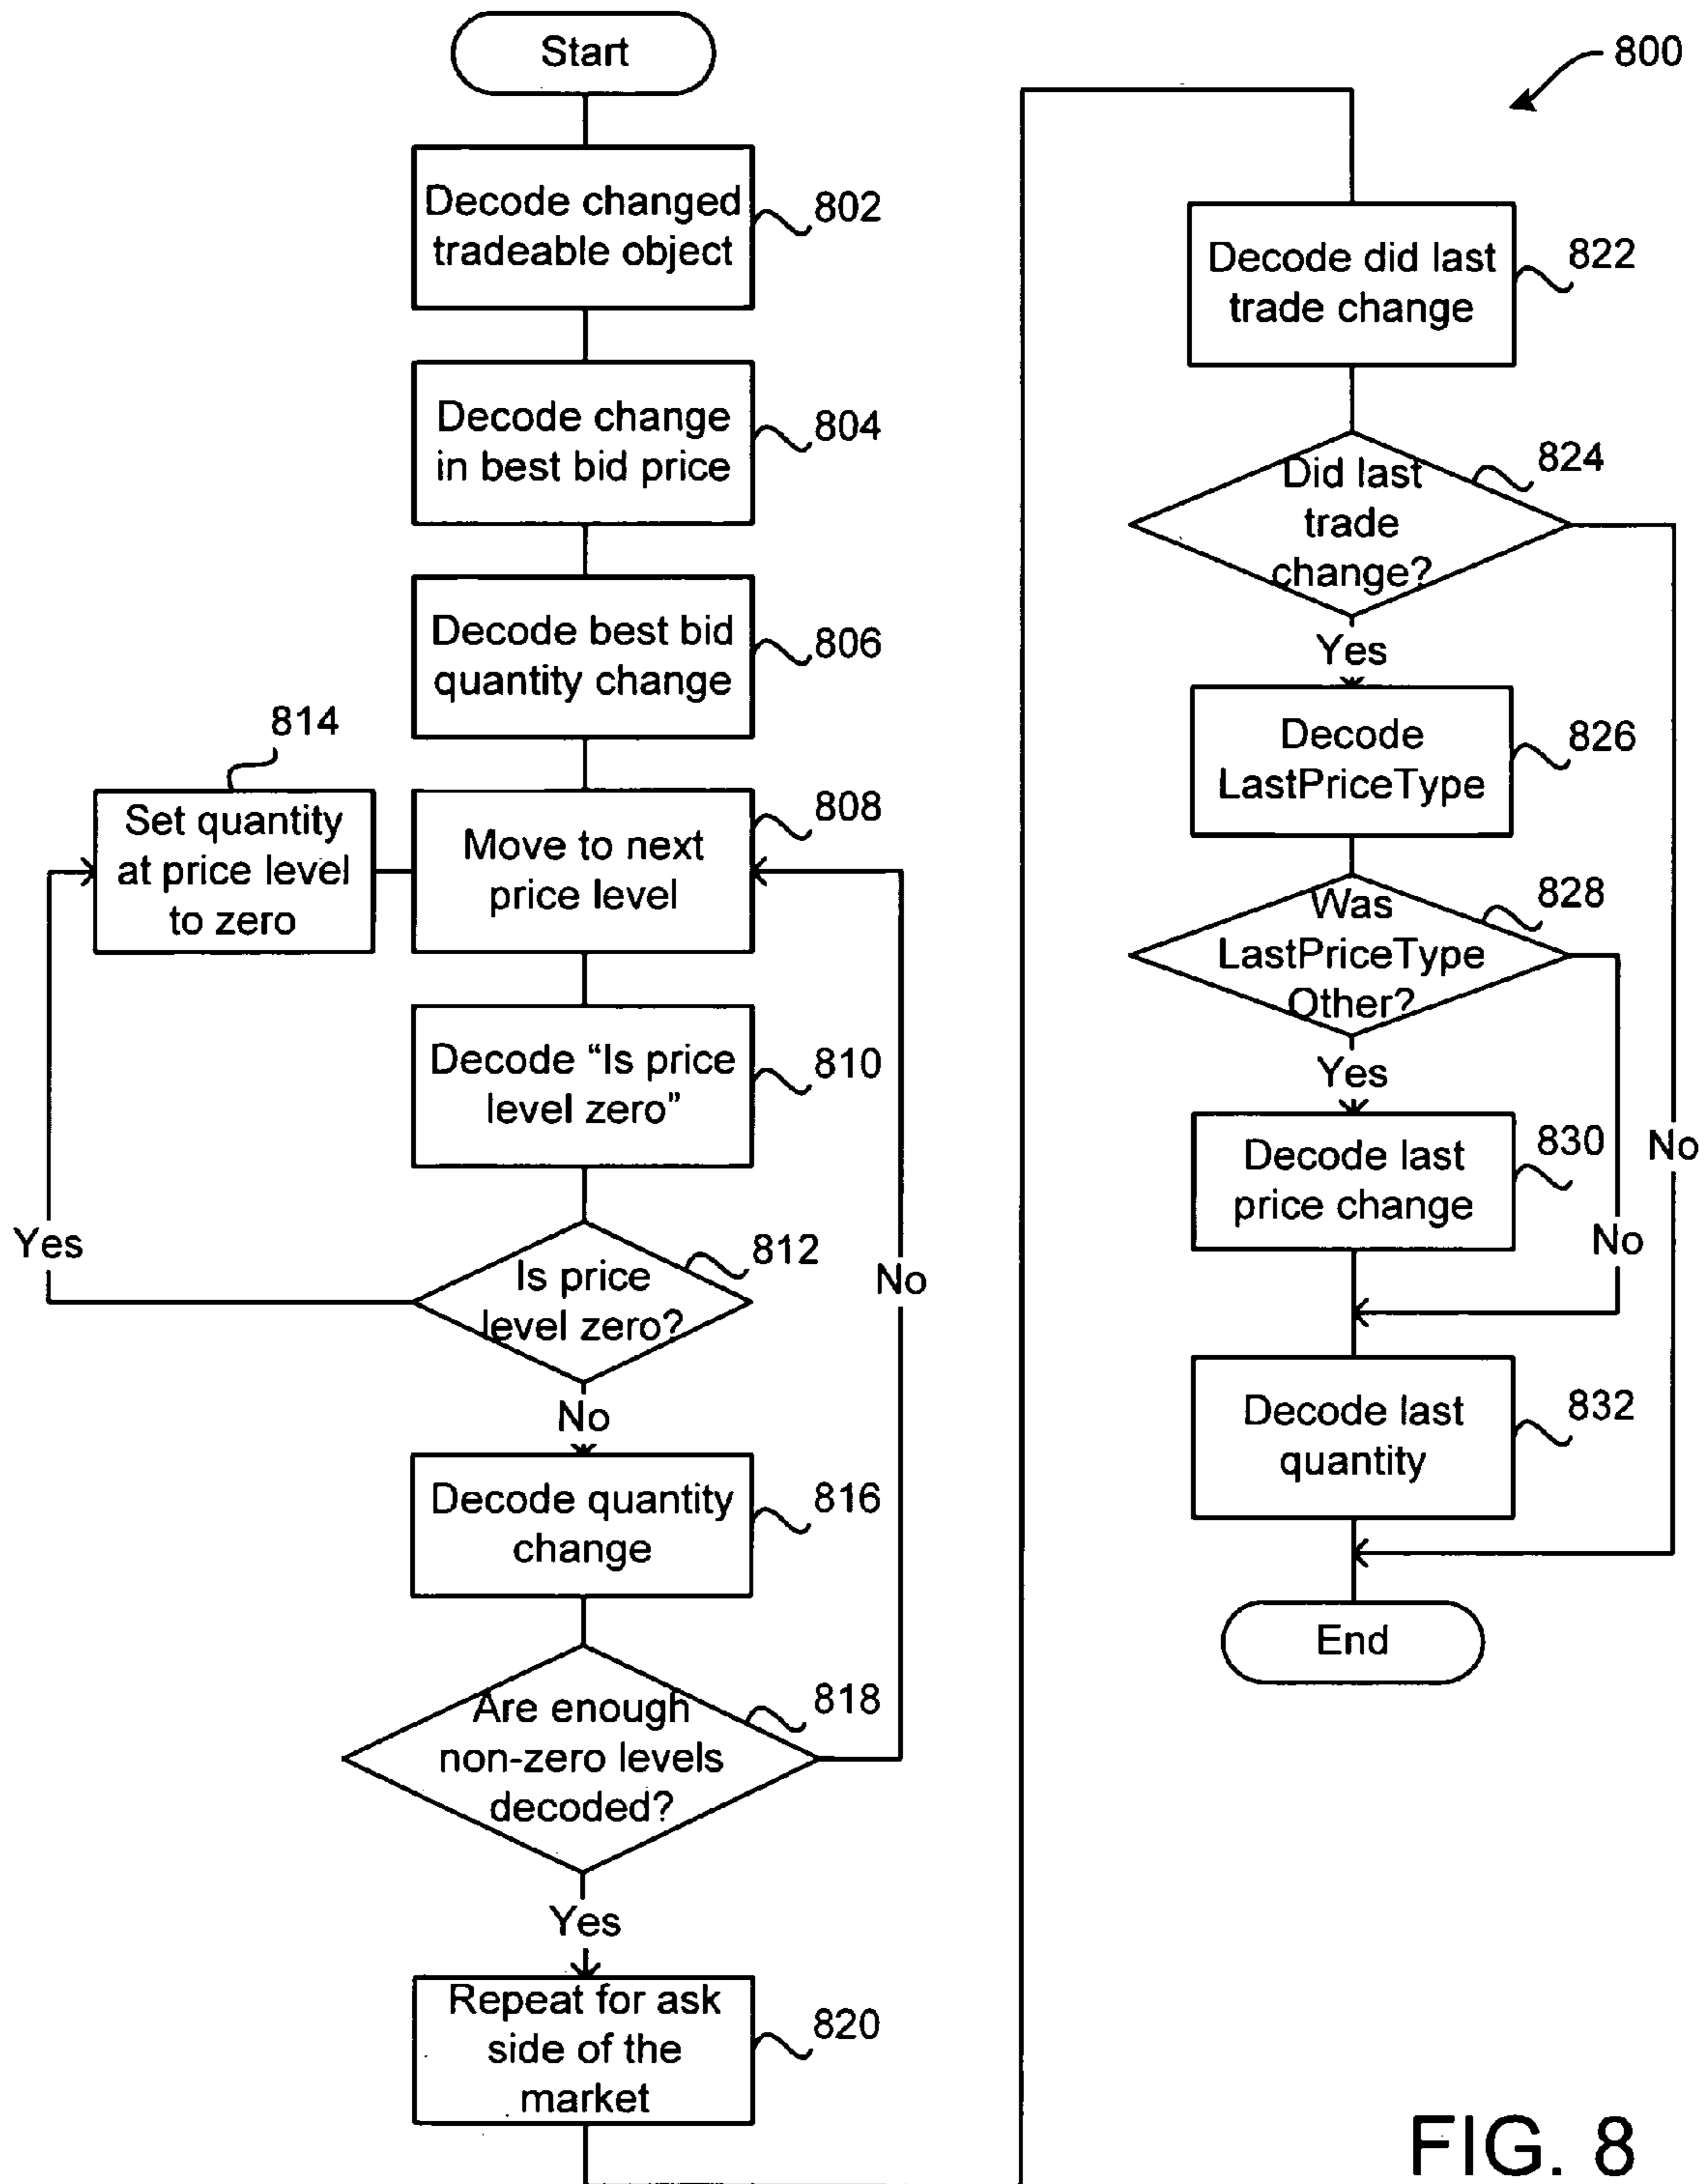 Start
Decode changed
tradeable object
802
Decode change
in best bid price
804
Decode best bid
quantity change
806
814
Set quantity
at price level
to zero
Move to next
price level
808
Decode “Is price
level zero”
810
Yes
Is price
level zero?
812
No
No
Decode quantity
change
816
Are enough
non-zero levels
decoded?
818
Yes
Repeat for ask
side of the
market
820
800
Decode did last
trade change
822
Did last
trade
change?
824
Yes
Decode
LastPriceType
826
Was
LastPriceType
Other?
828
Yes
Decode last
price change
830
No
No
Decode last
quantity
832
End
FIG. 8